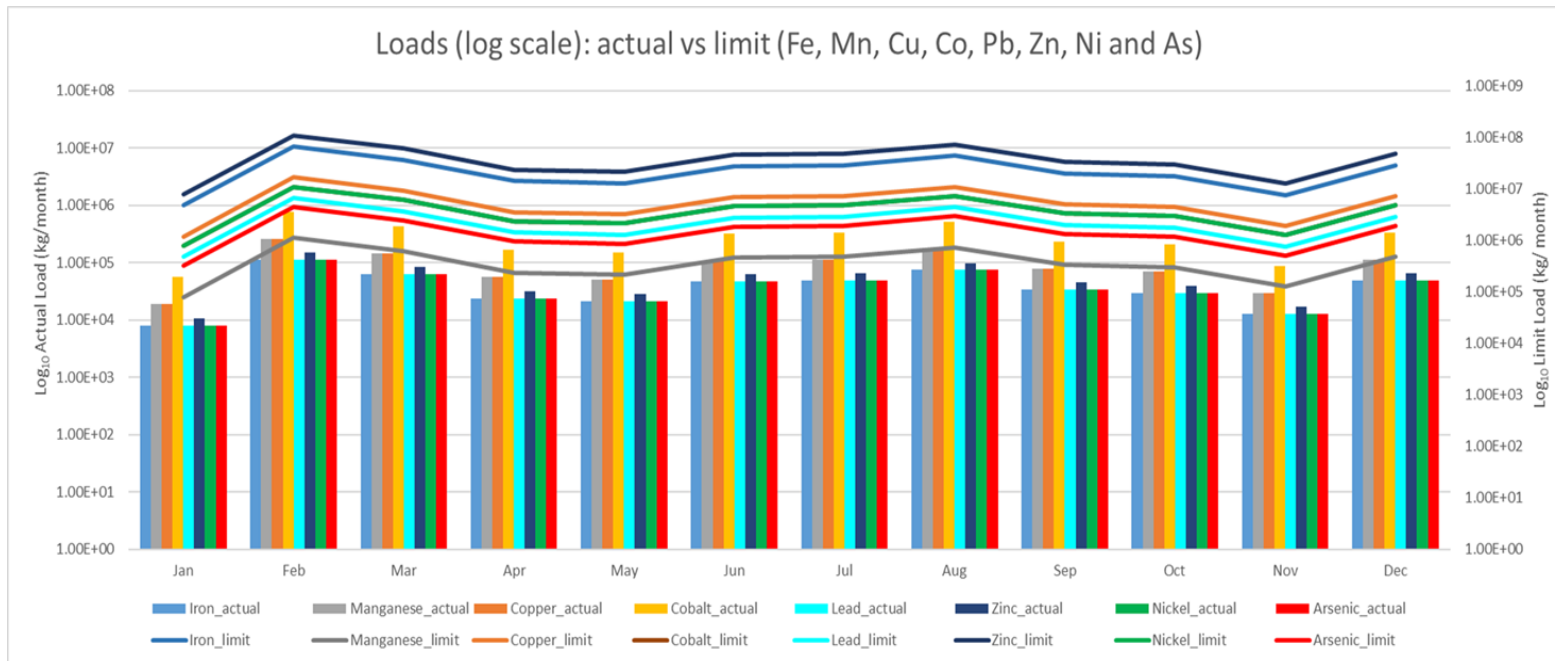 Loads (log scale): actual vs limit (Fe, Mn, Cu, Co, Pb, Zn, Ni and As)
Log₁₀ Actual Load (kg/month)
1.00E+08
1.00E+07
1.00E+06
1.00E+05
1.00E+04
1.00E+03
1.00E+02
1.00E+01
1.00E+00
1.00E+09
1.00E+08
1.00E+07
1.00E+06
1.00E+05
1.00E+04
1.00E+03
1.00E+02
1.00E+01
1.00E+00
Log₁₀ Limit Load (kg/ month)
Jan Feb Mar Apr May Jun Jul Aug Sep Oct Nov Dec
Iron_actual Manganese_actual Copper_actual Cobalt_actual Lead_actual Zinc_actual Nickel_actual Arsenic_actual
Iron_limit Manganese_limit Copper_limit Cobalt_limit Lead_limit Zinc_limit Nickel_limit Arsenic_limit